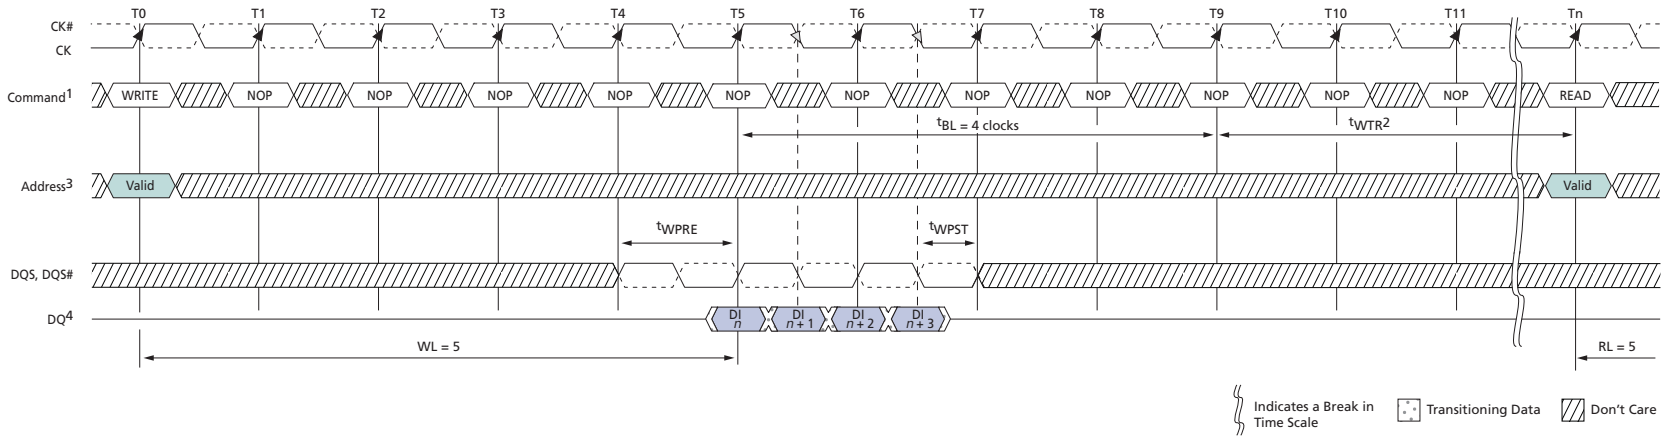 T0 T1 T2 T3 T4 T5 T6 T7 T8 T9 T10 T11 Tn
CK#
CK
Command1 WRITE NOP NOP NOP NOP NOP NOP NOP NOP NOP NOP NOP READ
tBL = 4 clocks tWTR2
Address3 Valid Valid
tWPRE tWPST
DQS, DQS#
DQ4 DI n DI n + 1 DI n + 2 DI n + 3
WL = 5 RL = 5
Indicates a Break in
Time Scale
Transitioning Data
Don't Care